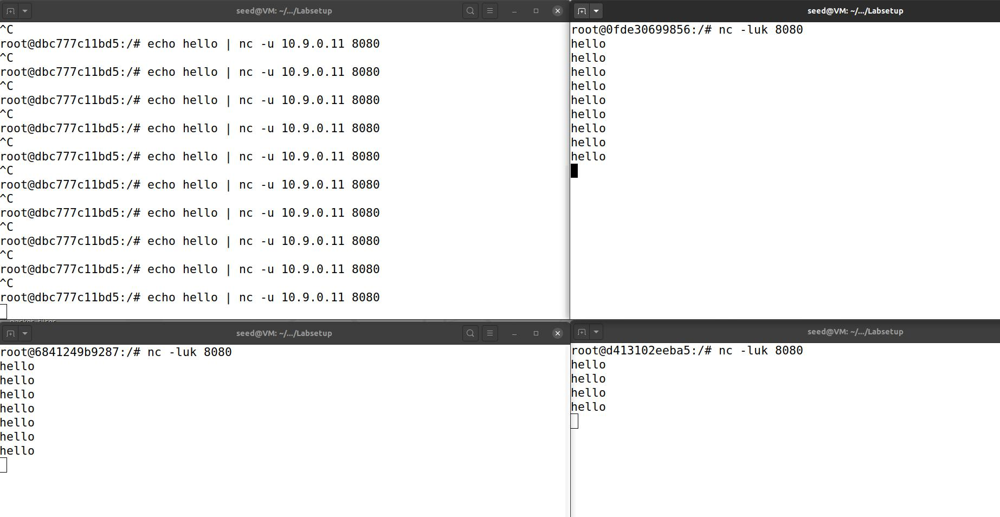 seed@VM: ~/.../Labsetup
^C
root@dbc777c11bd5:/# echo hello | nc -u 10.9.0.11 8080
^C
root@dbc777c11bd5:/# echo hello | nc -u 10.9.0.11 8080
^C
root@dbc777c11bd5:/# echo hello | nc -u 10.9.0.11 8080
^C
root@dbc777c11bd5:/# echo hello | nc -u 10.9.0.11 8080
^C
root@dbc777c11bd5:/# echo hello | nc -u 10.9.0.11 8080
^C
root@dbc777c11bd5:/# echo hello | nc -u 10.9.0.11 8080
^C
root@dbc777c11bd5:/# echo hello | nc -u 10.9.0.11 8080
^C
root@dbc777c11bd5:/# echo hello | nc -u 10.9.0.11 8080
^C
root@dbc777c11bd5:/# echo hello | nc -u 10.9.0.11 8080
^C
root@dbc777c11bd5:/# echo hello | nc -u 10.9.0.11 8080
seed@VM: ~/.../Labsetup
root@0fde30699856:/# nc -luk 8080
hello
hello
hello
hello
hello
hello
hello
hello
hello
packet filter
seed@VM: ~/.../Labsetup
root@6841249b9287:/# nc -luk 8080
hello
hello
hello
hello
hello
hello
hello
seed@VM: ~/.../Labsetup
root@d413102eeba5:/# nc -luk 8080
hello
hello
hello
hello